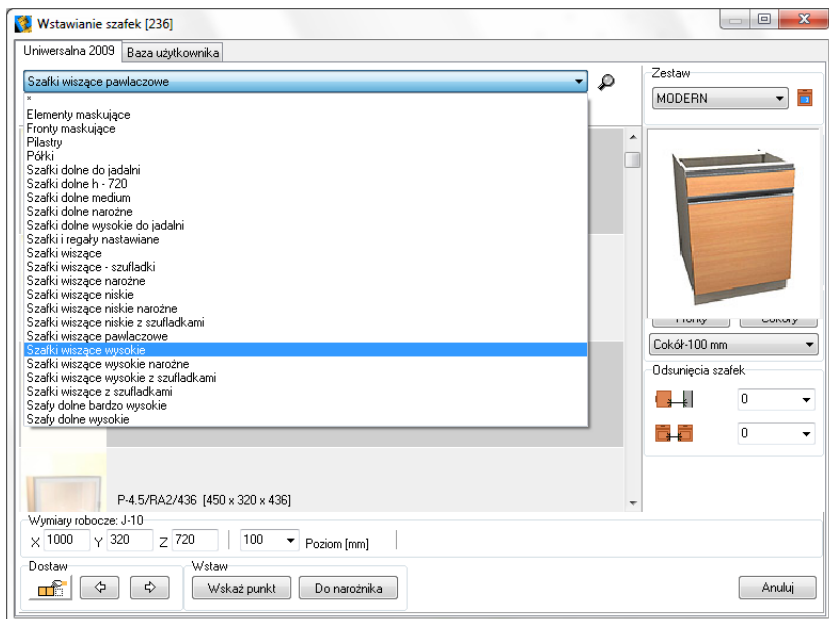 Wstawianie szafek [236]
Uniwersalna 2009
Baza użytkownika
Szafki wiszące pawlaczowe
*
Elementy maskujące
Fronty maskujące
Pilastry
Półki
Szafki dolne do jadalni
Szafki dolne h - 720
Szafki dolne medium
Szafki dolne narożne
Szafki dolne wysokie do jadalni
Szafki i regały nastawiane
Szafki wiszące
Szafki wiszące - szufladki
Szafki wiszące narożne
Szafki wiszące niskie
Szafki wiszące niskie narożne
Szafki wiszące niskie z szufladkami
Szafki wiszące pawlaczowe
Szafki wiszące wysokie
Szafki wiszące wysokie narożne
Szafki wiszące wysokie z szufladkami
Szafki wiszące z szufladkami
Szafy dolne bardzo wysokie
Szafy dolne wysokie
P-4.5/RA2/436 [450 x 320 x 436]
Zestaw
MODERN
Fronty
Cokoły
Cokół-100 mm
Odsunięcia szafek
0
0
Wymiary robocze: J-10
X 1000 Y 320 Z 720 100 Poziom [mm]
Dostaw
Wstaw
Wskaż punkt
Do narożnika
Anuluj